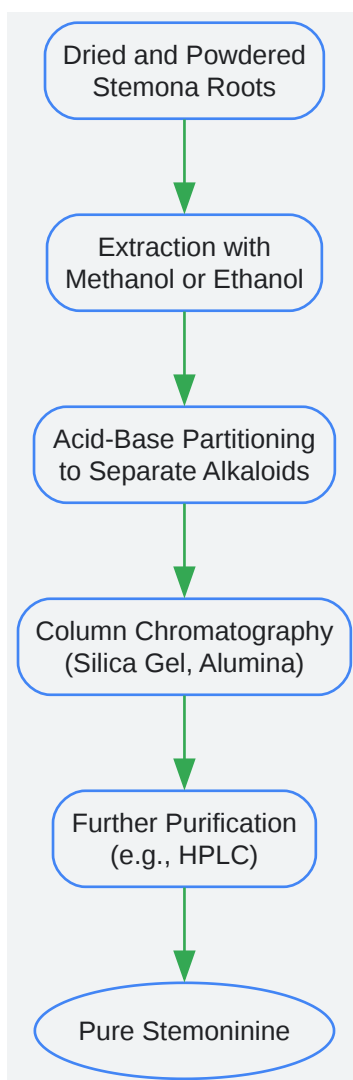 Dried and Powdered
Stemona Roots
Extraction with
Methanol or Ethanol
Acid-Base Partitioning
to Separate Alkaloids
Column Chromatography
(Silica Gel, Alumina)
Further Purification
(e.g., HPLC)
Pure Stemoninine